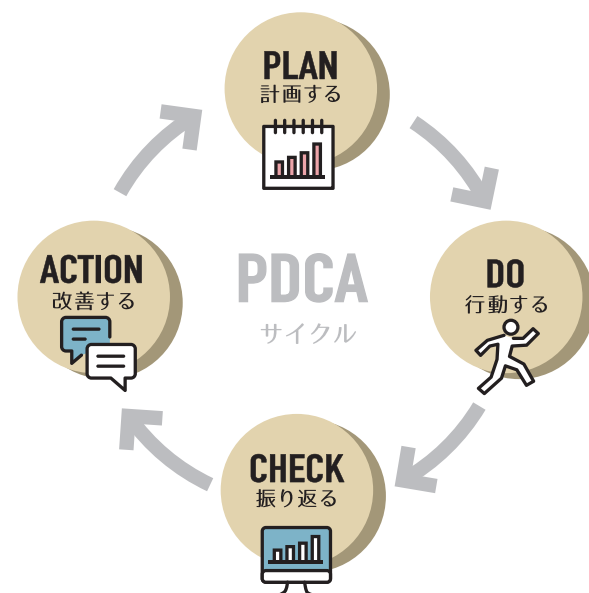 PLAN
計画する
PDCA
サイクル
DO
行動する
CHECK
振り返る
ACTION
改善する